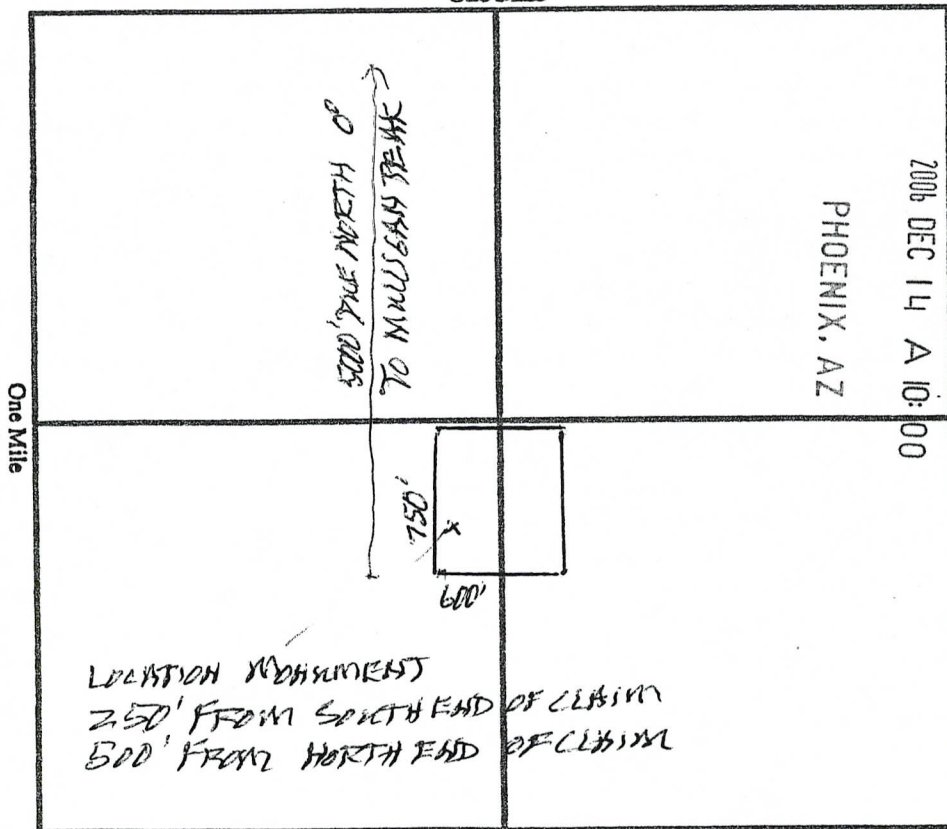 2006 DEC 14 A 10:00
PHOENIX, AZ
5000' DUE NORTH 0°
TO MULLIGAN PEAK
One Mile
750'
x
600'
LOCATION MONUMENT
250' FROM SOUTH END OF CLAIM
500' FROM NORTH END OF CLAIM